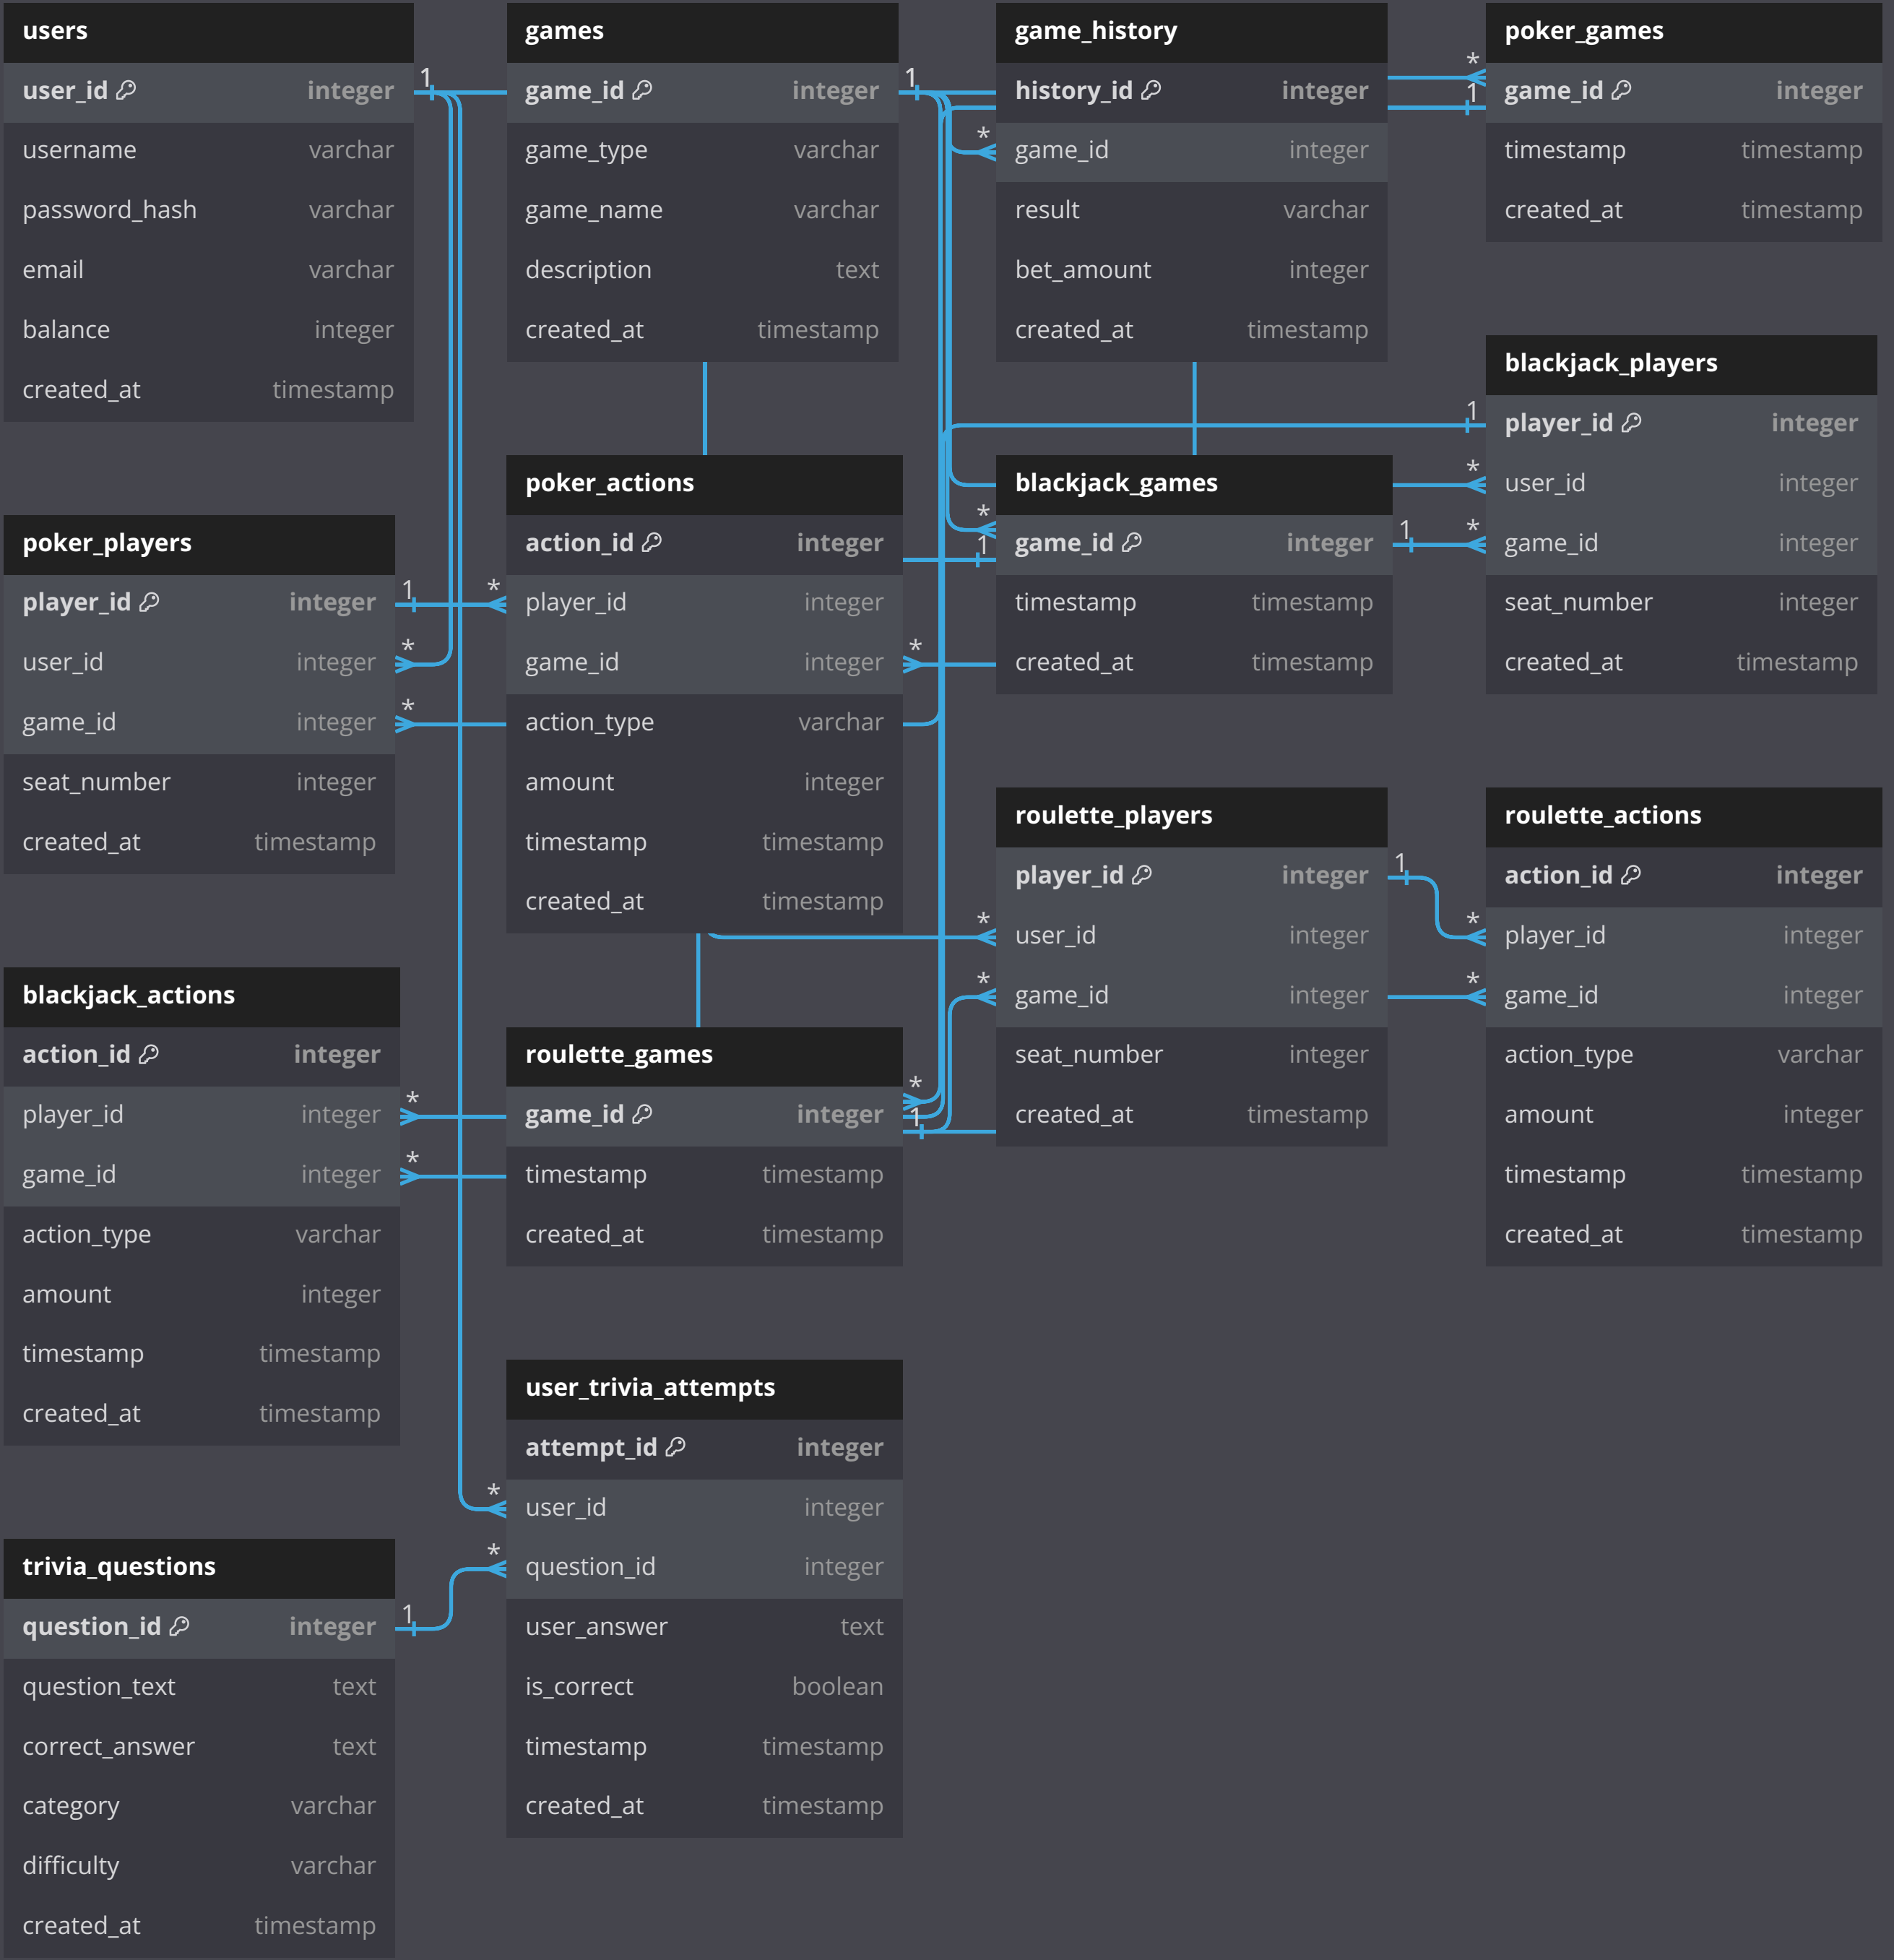 users
user_id integer
username varchar
password_hash varchar
email varchar
balance integer
created_at timestamp
games
game_id integer
game_type varchar
game_name varchar
description text
created_at timestamp
game_history
history_id integer
game_id integer
result varchar
bet_amount integer
created_at timestamp
poker_games
game_id integer
timestamp timestamp
created_at timestamp
blackjack_players
player_id integer
user_id integer
game_id integer
seat_number integer
created_at timestamp
poker_players
player_id integer
user_id integer
game_id integer
seat_number integer
created_at timestamp
poker_actions
action_id integer
player_id integer
game_id integer
action_type varchar
amount integer
timestamp timestamp
created_at timestamp
blackjack_games
game_id integer
timestamp timestamp
created_at timestamp
roulette_players
player_id integer
user_id integer
game_id integer
seat_number integer
created_at timestamp
roulette_actions
action_id integer
player_id integer
game_id integer
action_type varchar
amount integer
timestamp timestamp
created_at timestamp
blackjack_actions
action_id integer
player_id integer
game_id integer
action_type varchar
amount integer
timestamp timestamp
created_at timestamp
roulette_games
game_id integer
timestamp timestamp
created_at timestamp
user_trivia_attempts
attempt_id integer
user_id integer
question_id integer
user_answer text
is_correct boolean
timestamp timestamp
created_at timestamp
trivia_questions
question_id integer
question_text text
correct_answer text
category varchar
difficulty varchar
created_at timestamp